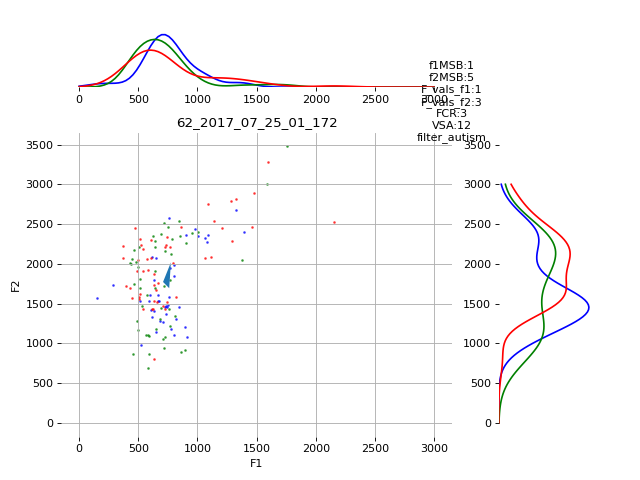 f1MSB:1
f2MSB:5
F_vals_f1:1
F_vals_f2:3
FCR:3
VSA:12
filter_autism
0 500 1000 1500 2000 2500 3000
62_2017_07_25_01_172
3500
3000
2500
2000
1500
1000
500
0
F2
0 500 1000 1500 2000 2500 3000
F1
3500
3000
2500
2000
1500
1000
500
0